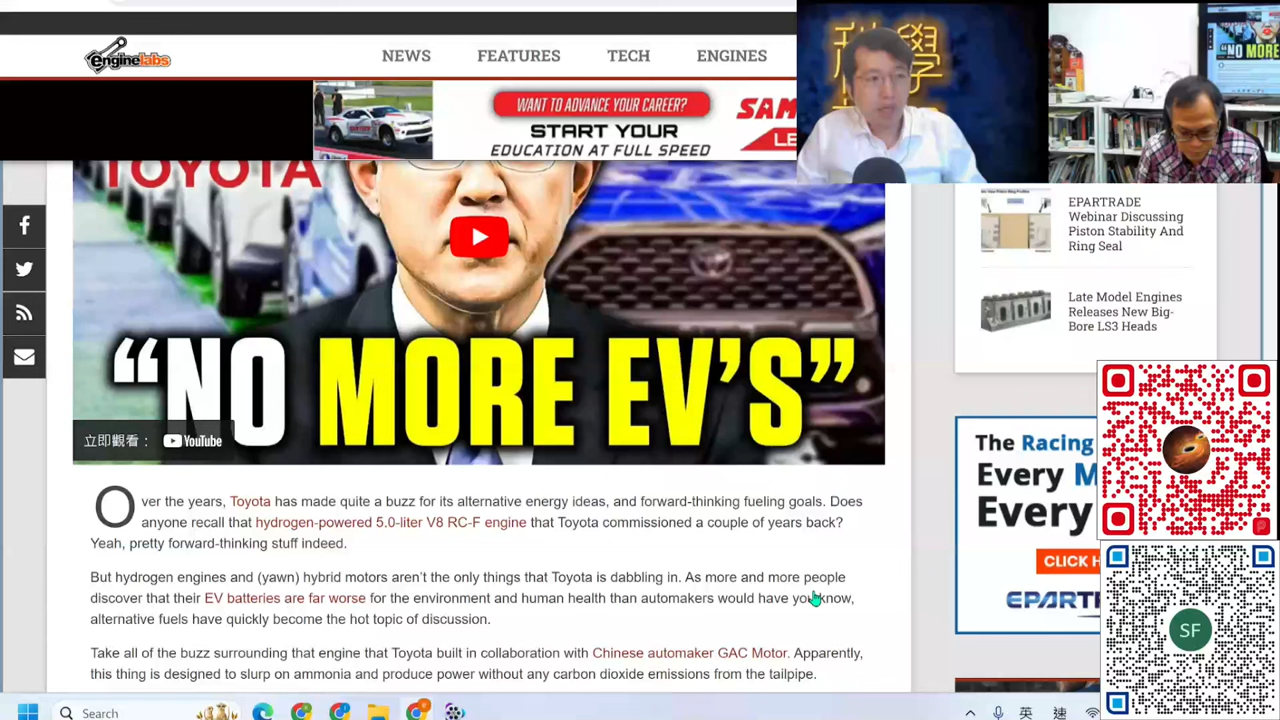 enginelabs
NEWS
FEATURES
TECH
ENGINES
WANT TO ADVANCE YOUR CAREER?
START YOUR
EDUCATION AT FULL SPEED
SAM
LE
科學
TOYOTA
"NO MORE EV'S"
立即觀看：
YouTube
EPARTRADE
Webinar Discussing
Piston Stability And
Ring Seal
Late Model Engines
Releases New Big-
Bore LS3 Heads
Over the years, Toyota has made quite a buzz for its alternative energy ideas, and forward-thinking fueling goals. Does
anyone recall that hydrogen-powered 5.0-liter V8 RC-F engine that Toyota commissioned a couple of years back?
Yeah, pretty forward-thinking stuff indeed.
But hydrogen engines and (yawn) hybrid motors aren't the only things that Toyota is dabbling in. As more and more people
discover that their EV batteries are far worse for the environment and human health than automakers would have you know,
alternative fuels have quickly become the hot topic of discussion.
Take all of the buzz surrounding that engine that Toyota built in collaboration with Chinese automaker GAC Motor. Apparently,
this thing is designed to slurp on ammonia and produce power without any carbon dioxide emissions from the tailpipe.
The Racing
Every M
Every
CLICK H
EPARTR
SF
Search
英
速
"NO MORE